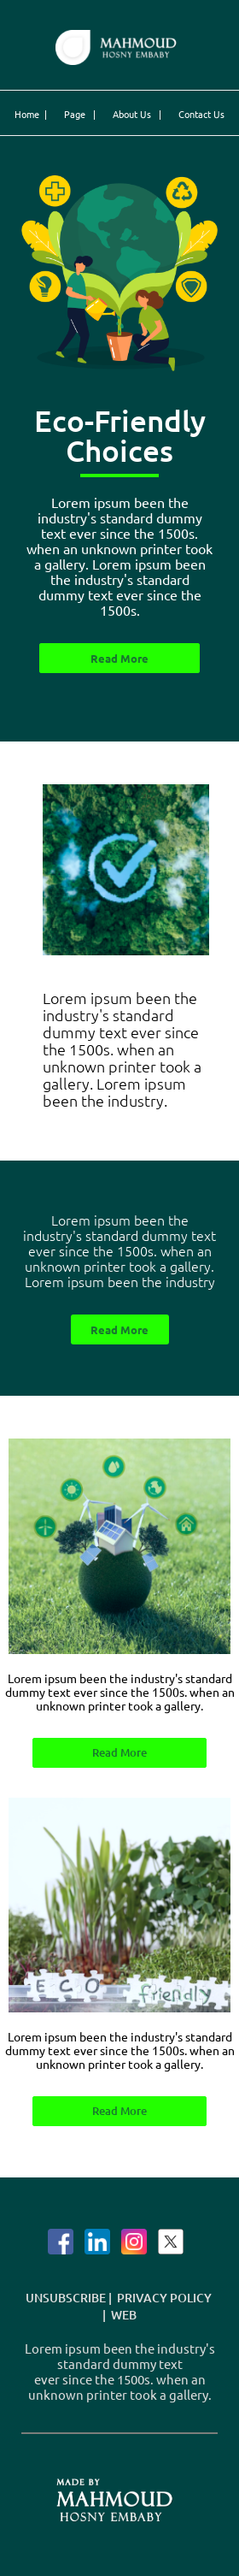 MAHMOUD
HOSNY EMBABY
Home | Page | About Us | Contact Us
Eco-Friendly
Choices
Lorem ipsum been the
industry's standard dummy
text ever since the 1500s.
when an unknown printer took
a gallery. Lorem ipsum been
the industry's standard
dummy text ever since the
1500s.
Read More
Lorem ipsum been the
industry's standard
dummy text ever since
the 1500s. when an
unknown printer took a
gallery. Lorem ipsum
been the industry.
Lorem ipsum been the
industry's standard dummy text
ever since the 1500s. when an
unknown printer took a gallery.
Lorem ipsum been the industry
Read More
Lorem ipsum been the industry's standard
dummy text ever since the 1500s. when an
unknown printer took a gallery.
Read More
ECO friendly
Lorem ipsum been the industry's standard
dummy text ever since the 1500s. when an
unknown printer took a gallery.
Read More
UNSUBSCRIBE | PRIVACY POLICY
| WEB
Lorem ipsum been the industry's
standard dummy text
ever since the 1500s. when an
unknown printer took a gallery.
MADE BY
MAHMOUD
HOSNY EMBABY